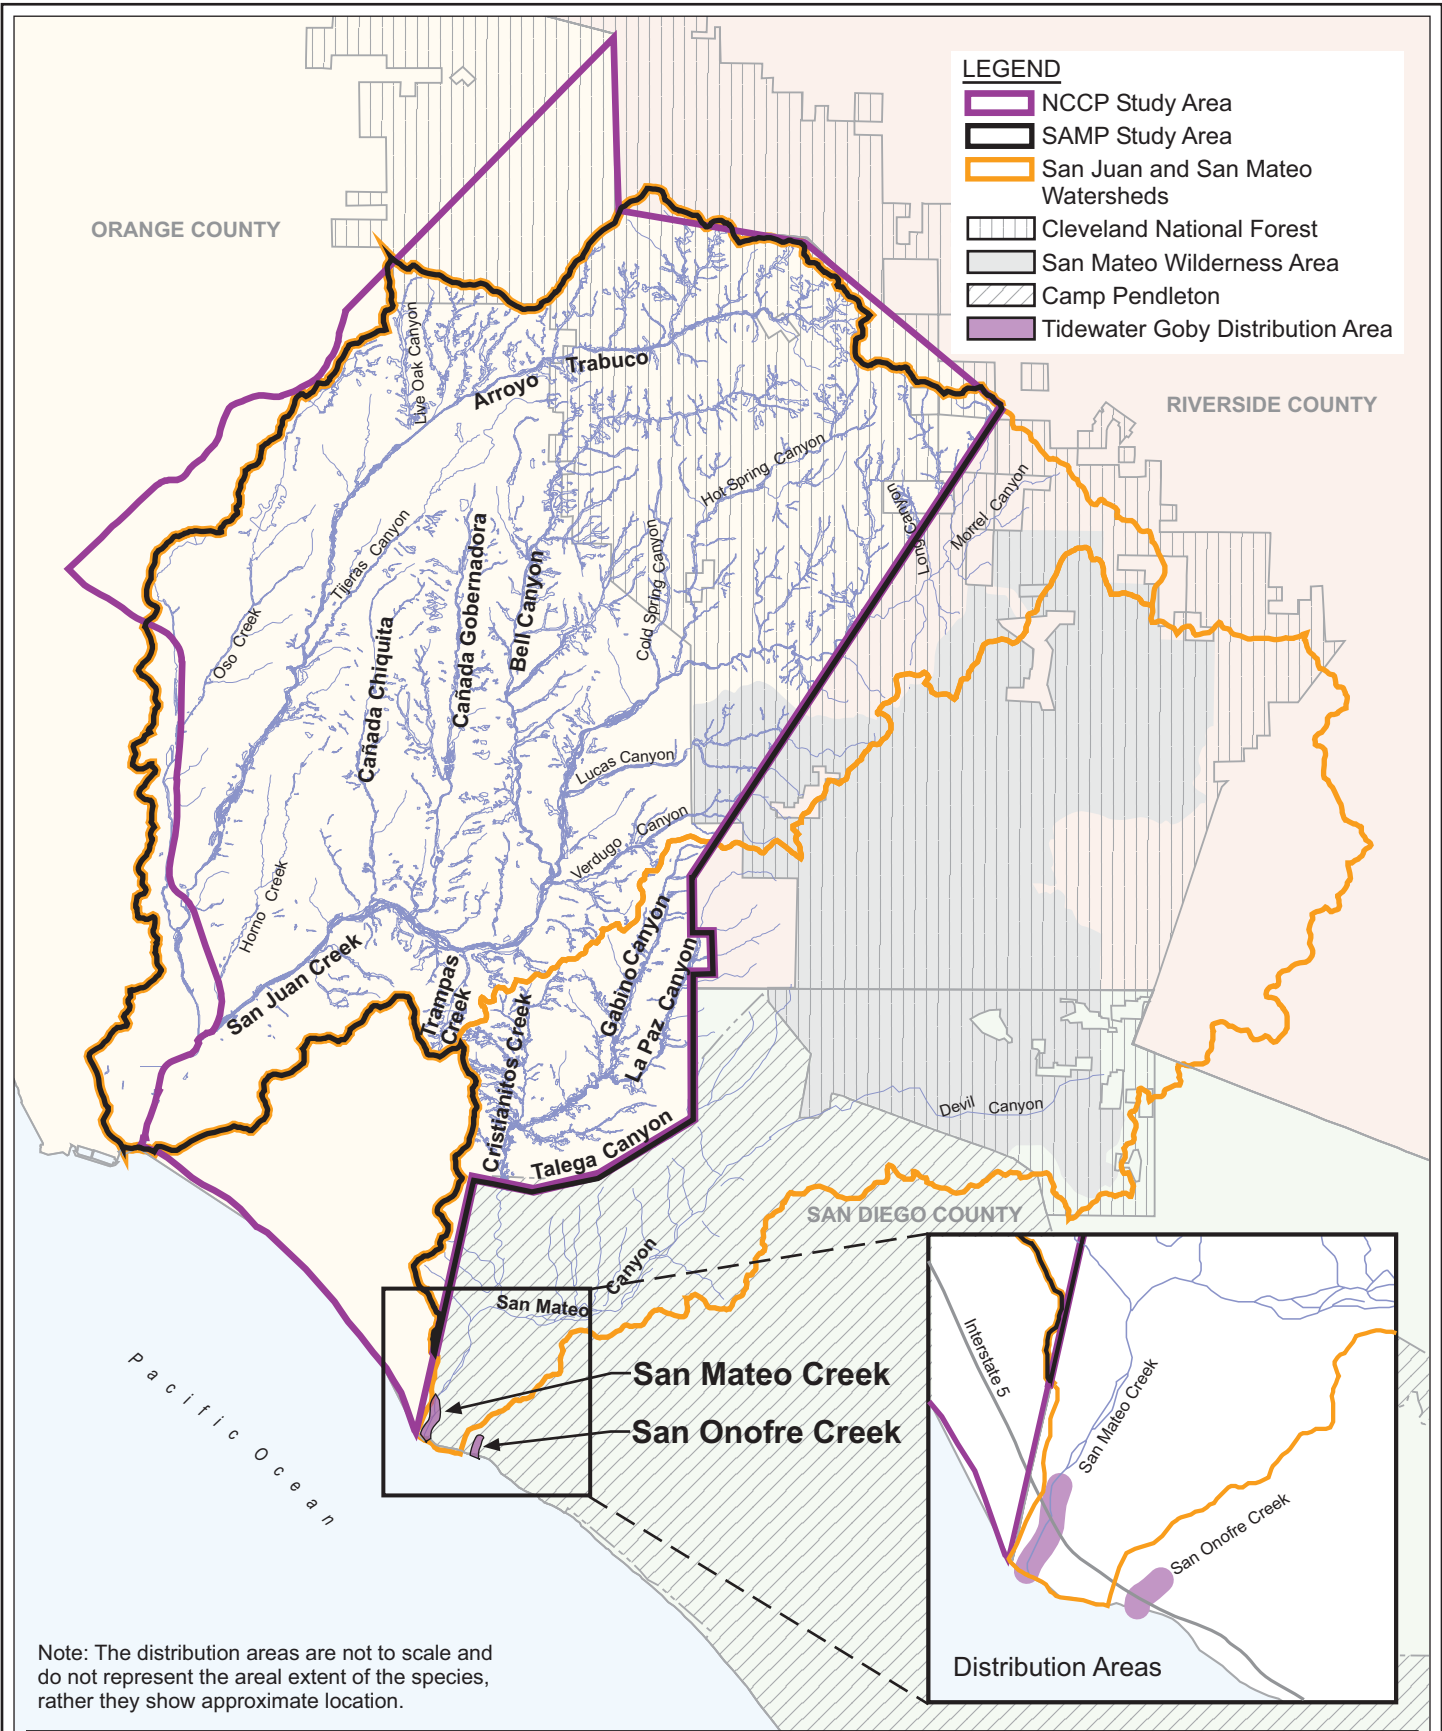 LEGEND
NCCP Study Area
SAMP Study Area
San Juan and San Mateo
Watersheds
Cleveland National Forest
San Mateo Wilderness Area
Camp Pendleton
Tidewater Goby Distribution Area
ORANGE COUNTY
RIVERSIDE COUNTY
Live Oak Canyon
Arroyo
Trabuco
Hot Spring Canyon
Long Canyon
Morrel Canyon
Tijeras Canyon
Cañada Gobernadora
Bell Canyon
Cold Spring Canyon
Oso Creek
Cañada Chiquita
Lucas Canyon
Verdugo Canyon
Horno Creek
San Juan Creek
Trampas
Creek
Cristianitos Creek
Gabino Canyon
La Paz Canyon
Talega Canyon
Devil Canyon
SAN DIEGO COUNTY
San Mateo Canyon
San Mateo Creek
San Onofre Creek
Pacific Ocean
Interstate 5
San Mateo Creek
San Onofre Creek
Distribution Areas
Note: The distribution areas are not to scale and
do not represent the areal extent of the species,
rather they show approximate location.